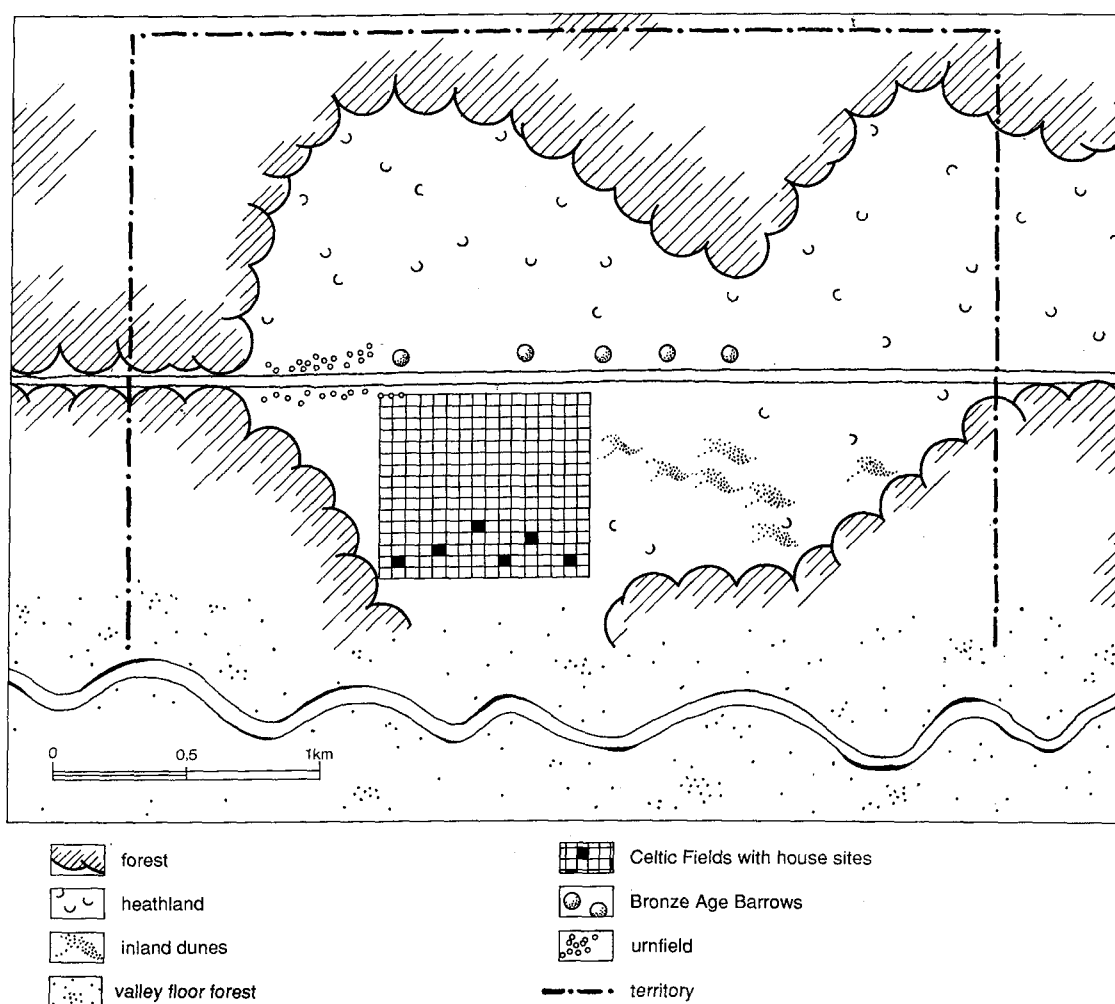 0 0,5 1km
forest
heathland
inland dunes
valley floor forest
Celtic Fields with house sites
Bronze Age Barrows
urnfield
territory